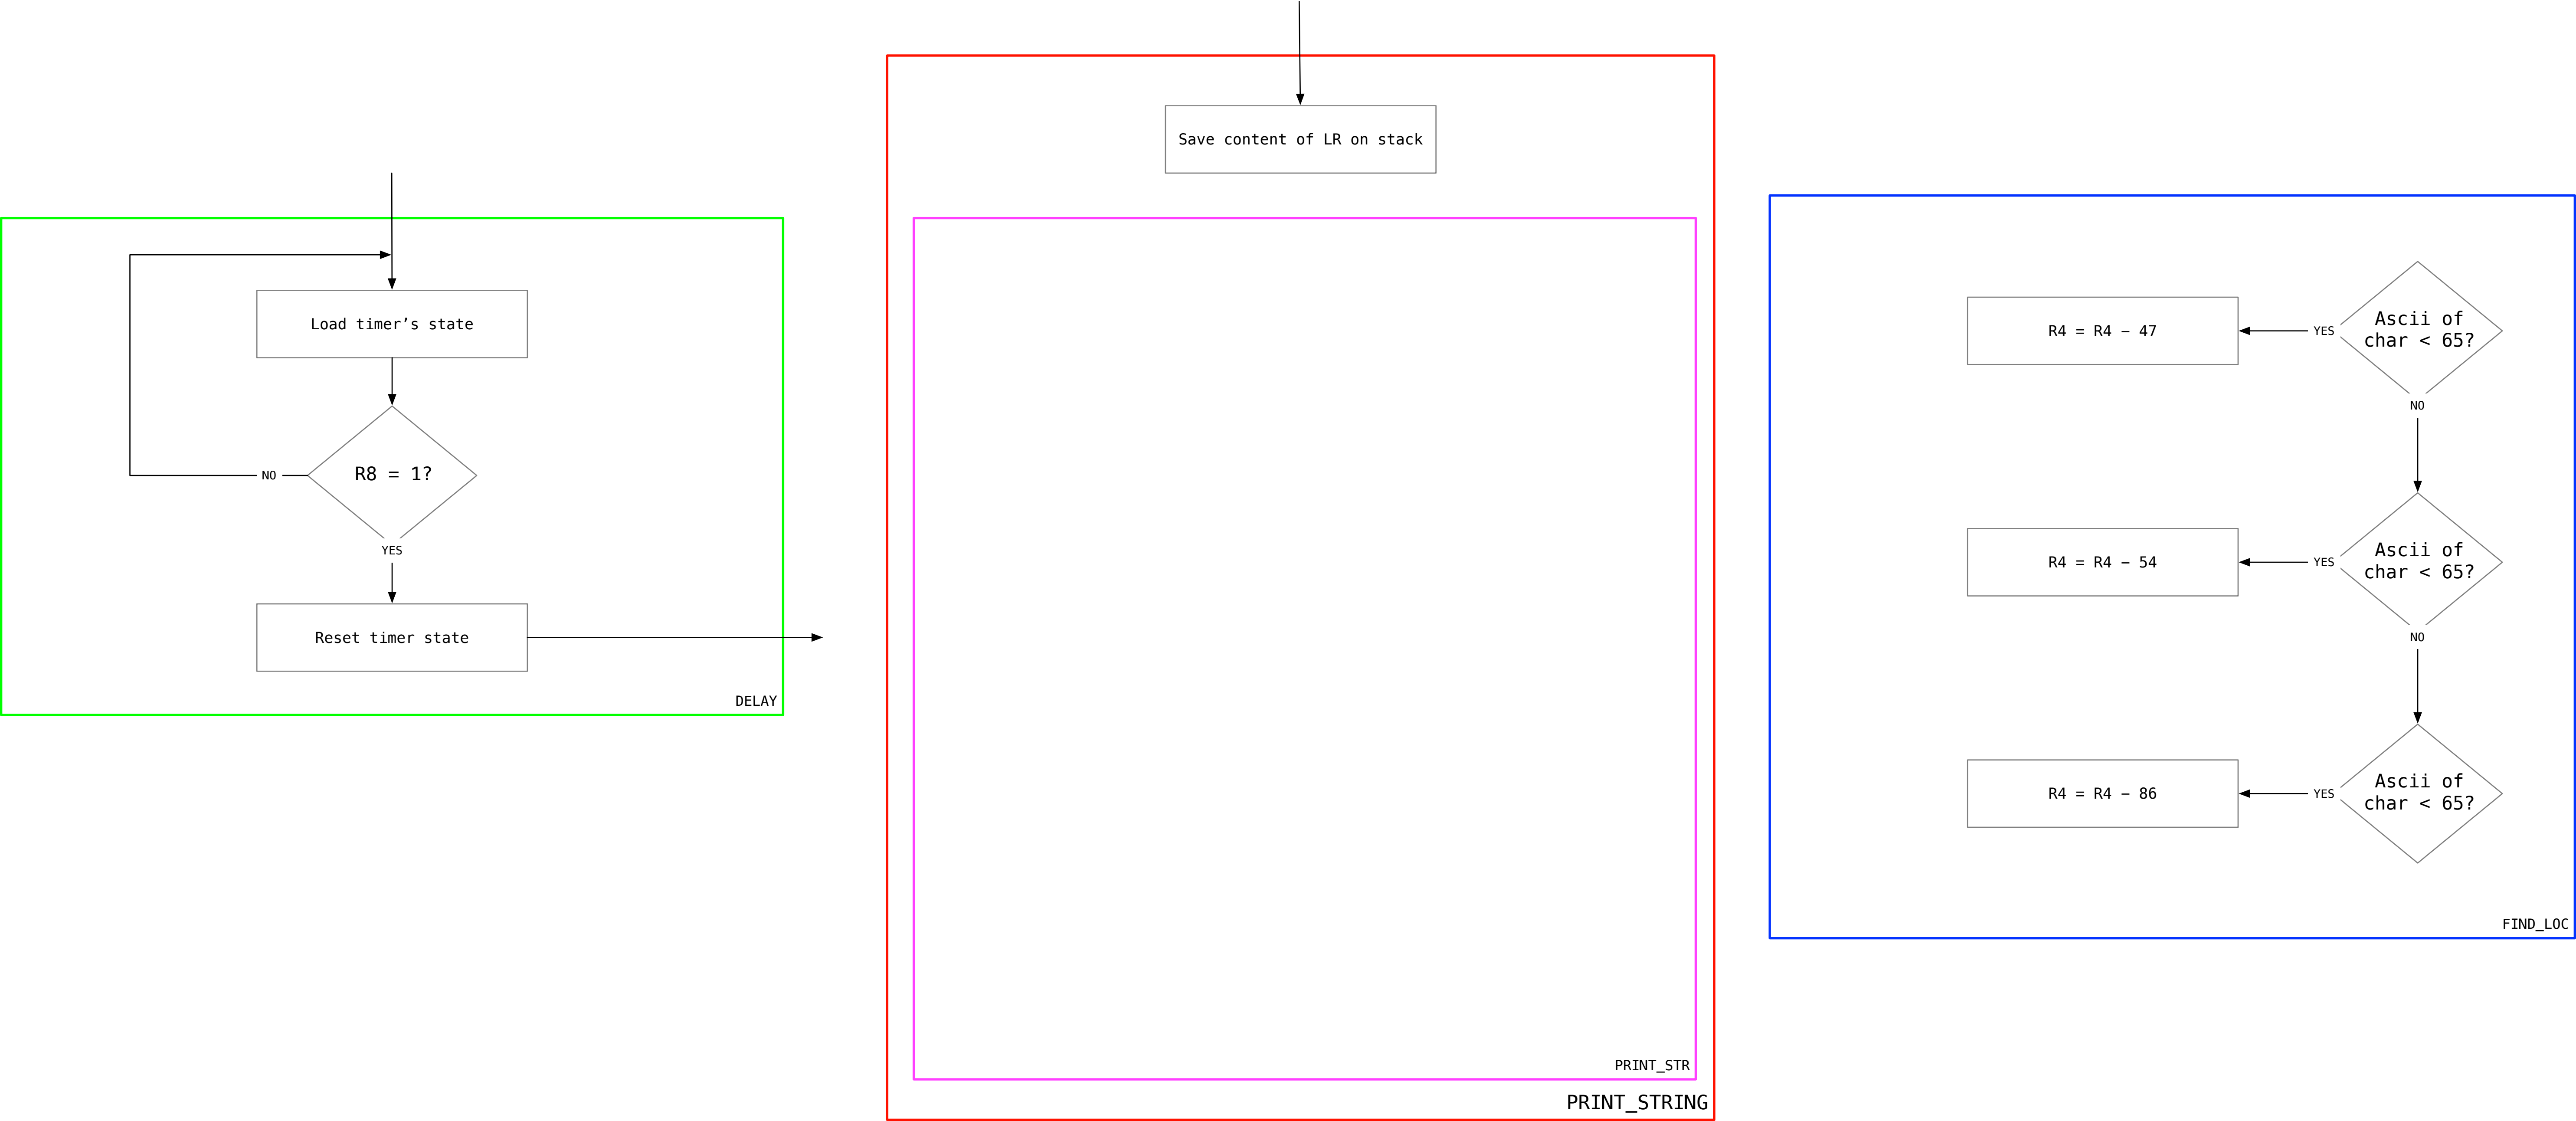 Load timer’s state
R8 = 1?
NO
YES
Reset timer state
DELAY
Save content of LR on stack
PRINT_STR
PRINT_STRING
Ascii of
char < 65?
YES
R4 = R4 − 47
NO
Ascii of
char < 65?
YES
R4 = R4 − 54
NO
Ascii of
char < 65?
YES
R4 = R4 − 86
FIND_LOC